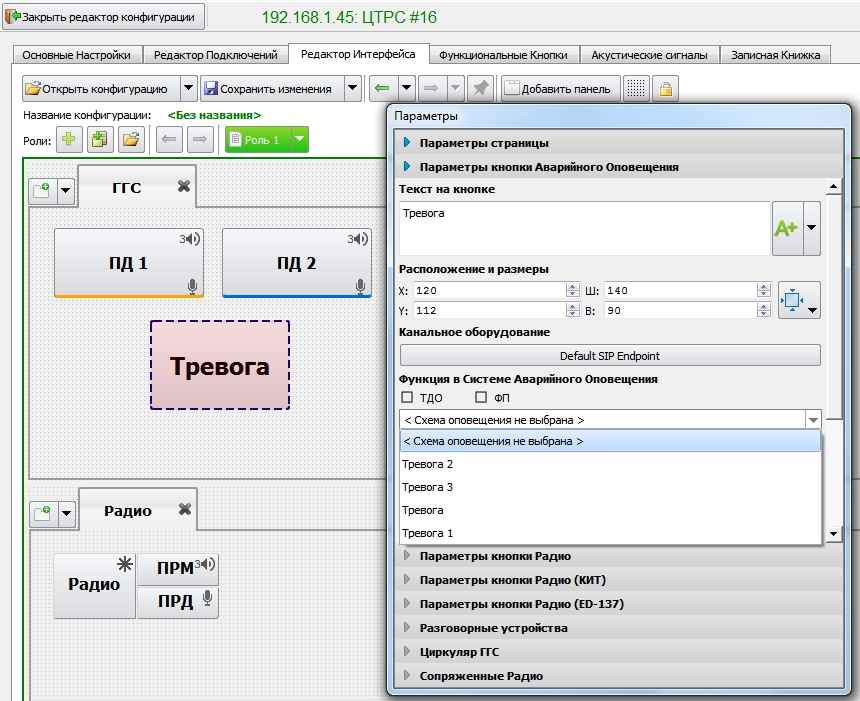 Закрыть редактор конфигурации
192.168.1.45: ЦТРС #16
Основные Настройки
Редактор Подключений
Редактор Интерфейса
Функциональные Кнопки
Акустические сигналы
Записная Книжка
Открыть конфигурацию
Сохранить изменения
Добавить панель
Название конфигурации: <Без названия>
Роли:
Роль 1
ГГС
ПД 1
3
ПД 2
3
Тревога
Радио
Радио
ПРМ
3
ПРД
Параметры
Параметры страницы
Параметры кнопки Аварийного Оповещения
Текст на кнопке
Тревога
A+
Расположение и размеры
X: 120 Ш: 140
Y: 112 В: 90
Канальное оборудование
Default SIP Endpoint
Функция в Системе Аварийного Оповещения
ТДО ФП
< Схема оповещения не выбрана >
< Схема оповещения не выбрана >
Тревога 2
Тревога 3
Тревога
Тревога 1
Параметры кнопки Радио
Параметры кнопки Радио (КИТ)
Параметры кнопки Радио (ED-137)
Разговорные устройства
Циркуляр ГГС
Сопряженные Радио